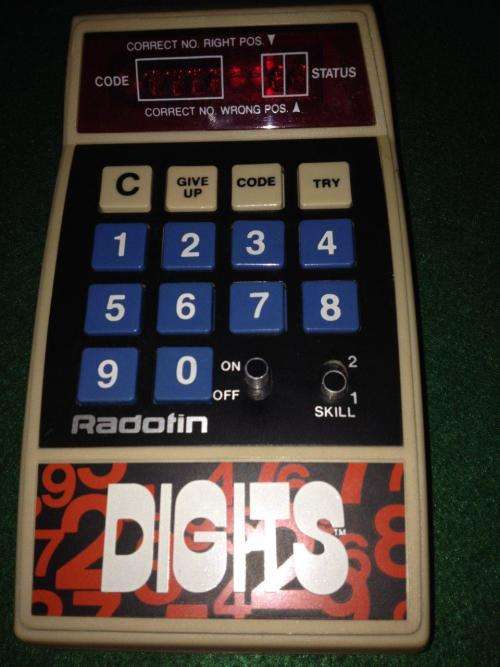 CORRECT NO. RIGHT POS. ▼
CODE STATUS
CORRECT NO. WRONG POS. ▲
C GIVE UP CODE TRY
1 2 3 4
5 6 7 8
9 0 ON 2
OFF 1
SKILL
Radofin
DIGITS™